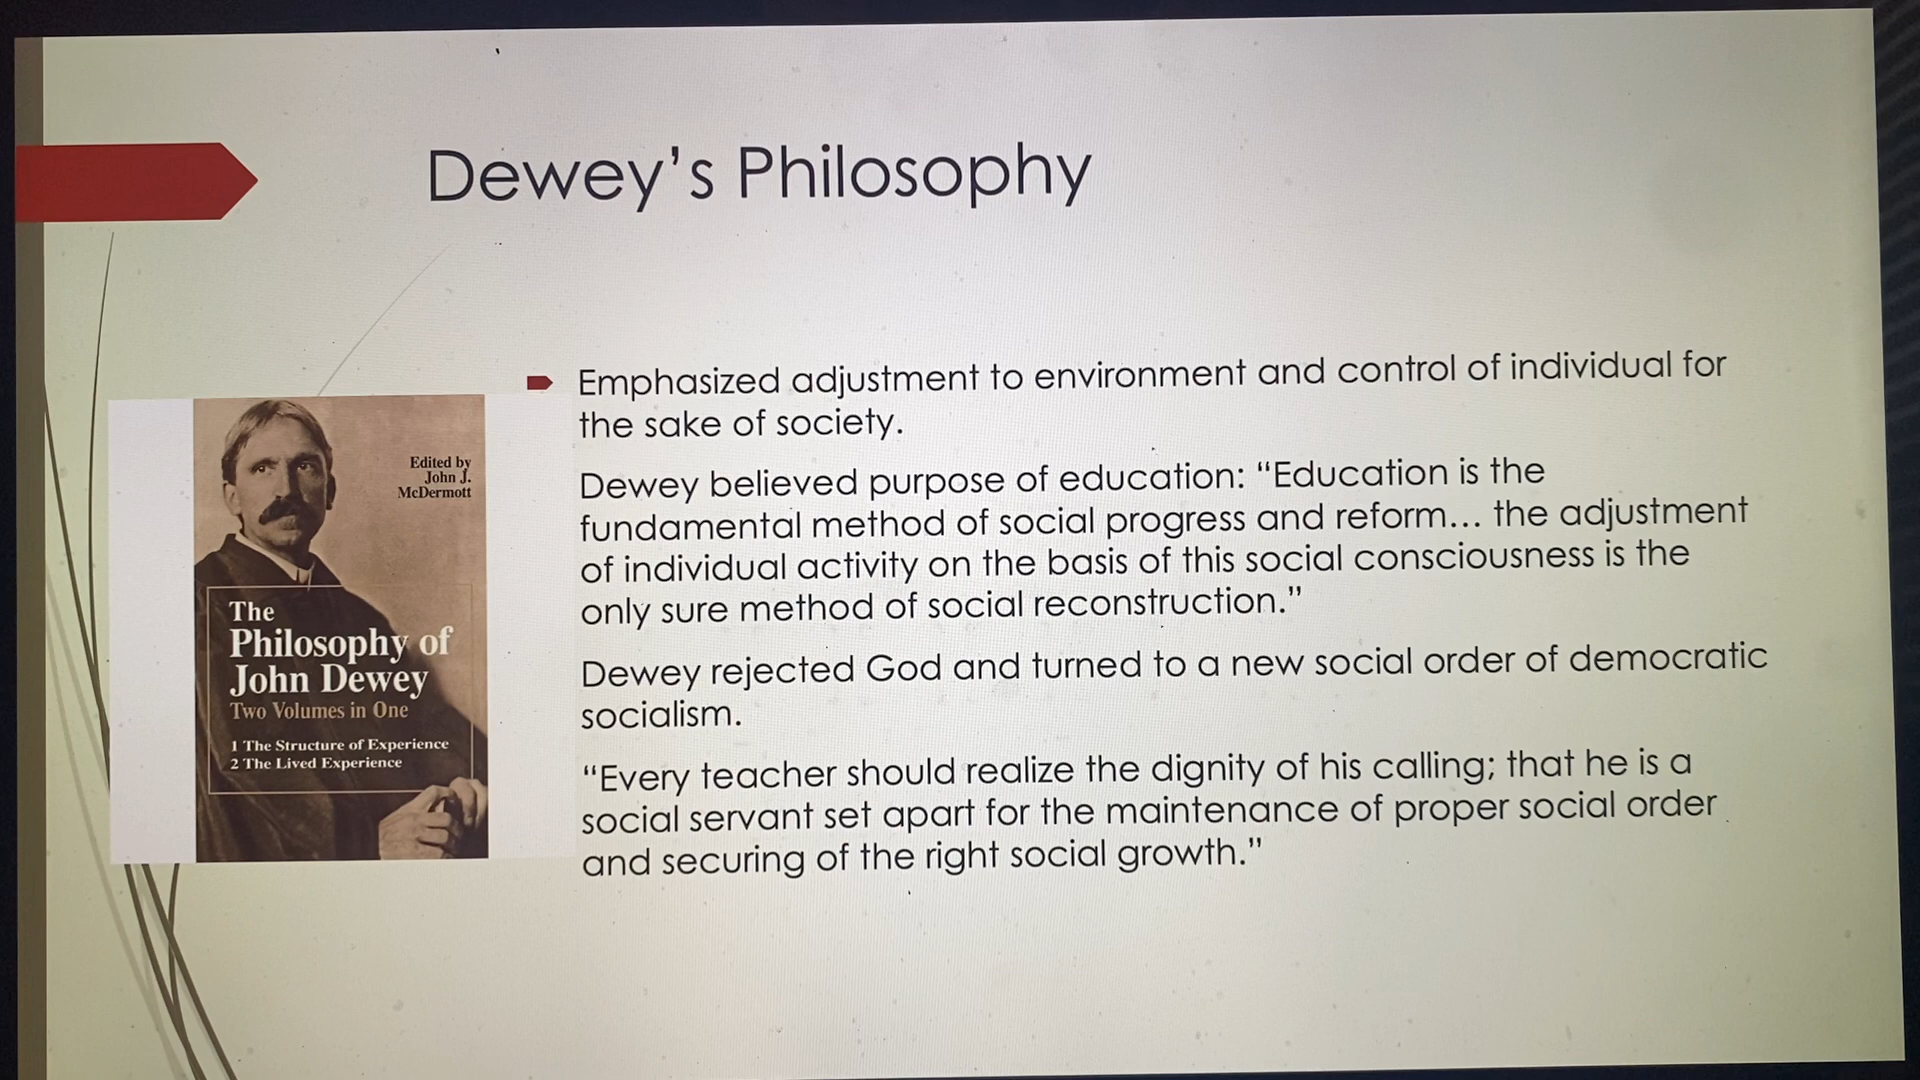 Dewey's Philosophy
Emphasized adjustment to environment and control of individual for
the sake of society.
Dewey believed purpose of education: “Education is the
fundamental method of social progress and reform... the adjustment
of individual activity on the basis of this social consciousness is the
only sure method of social reconstruction.”
Dewey rejected God and turned to a new social order of democratic
socialism.
“Every teacher should realize the dignity of his calling; that he is a
social servant set apart for the maintenance of proper social order
and securing of the right social growth.”
Edited by
John J.
McDermott
The
Philosophy of
John Dewey
Two Volumes in One
1 The Structure of Experience
2 The Lived Experience